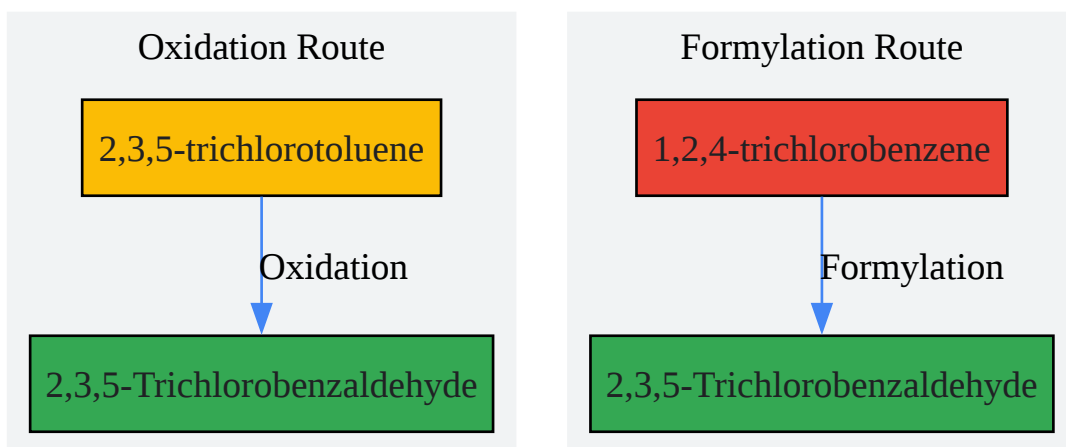 Oxidation Route
2,3,5-trichlorotoluene
Oxidation
2,3,5-Trichlorobenzaldehyde
Formylation Route
1,2,4-trichlorobenzene
Formylation
2,3,5-Trichlorobenzaldehyde